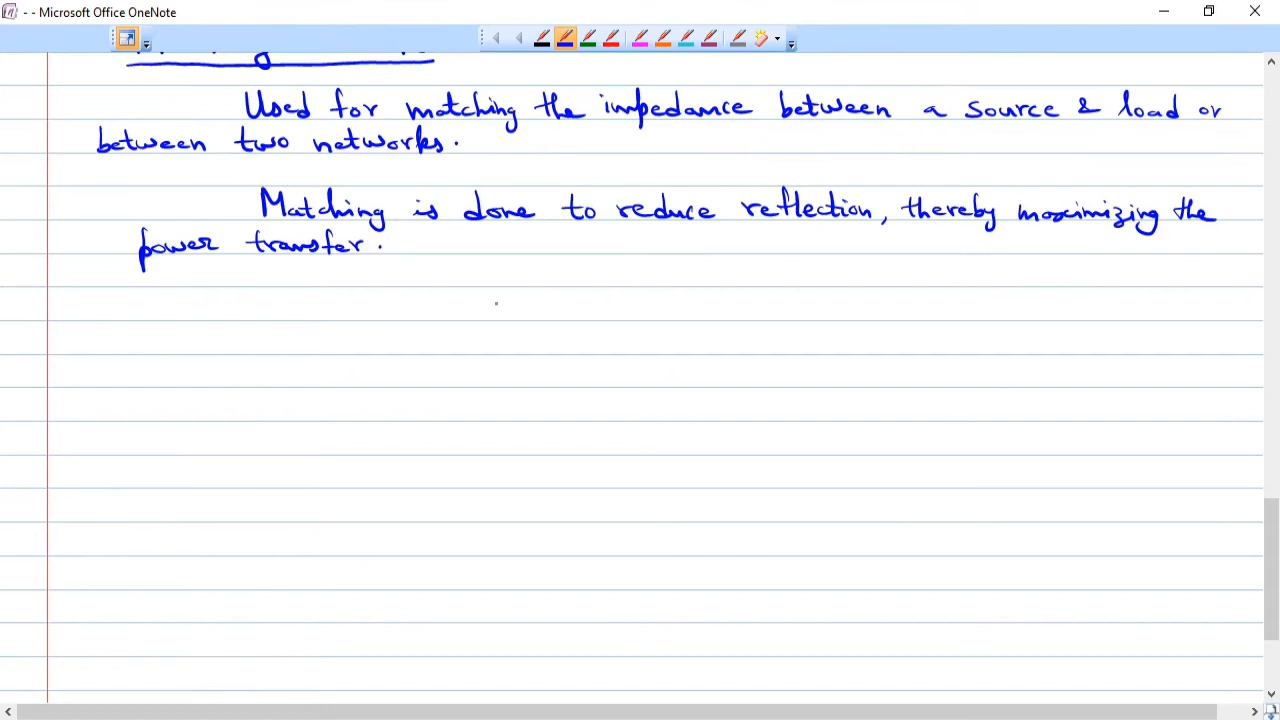 - - Microsoft Office OneNote
Used for matching the impedance between a source & load or
between two networks.
Matching is done to reduce reflection, thereby maximizing the
power transfer.